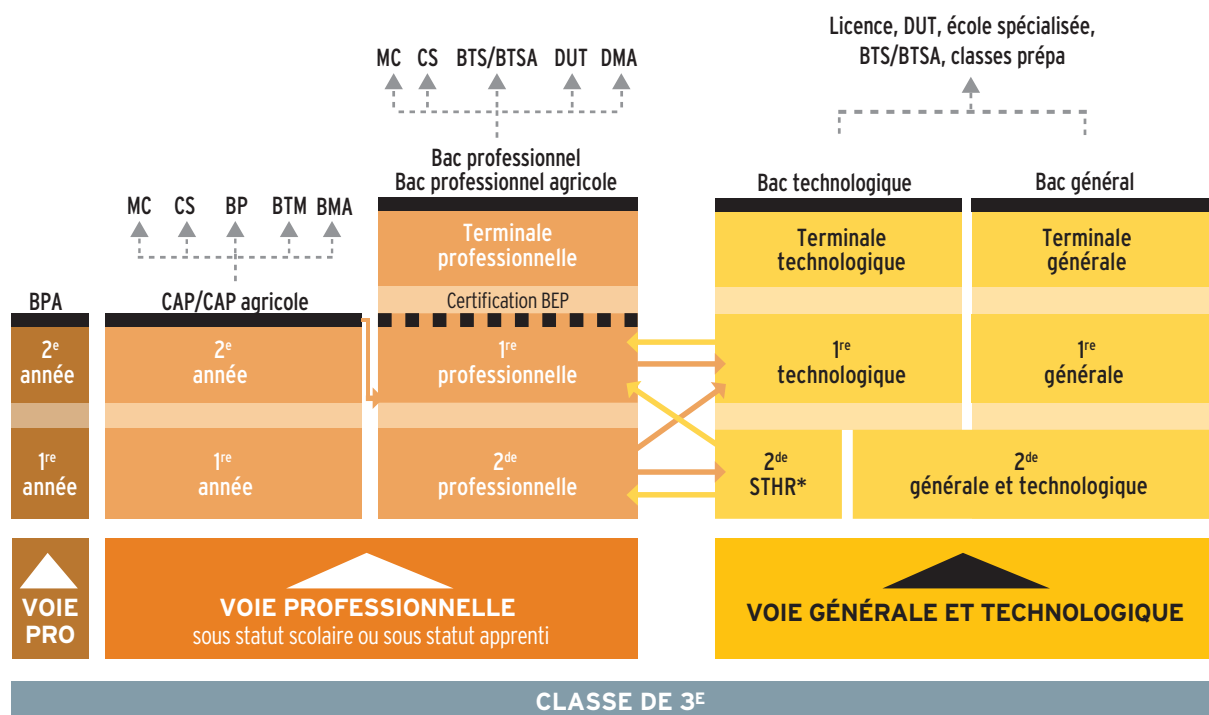 Licence, DUT, école spécialisée,
BTS/BTSA, classes prépa
MC CS BTS/BTSA DUT DMA
Bac professionnel
Bac professionnel agricole
Bac technologique
Bac général
MC CS BP BTM BMA
Terminale
professionnelle
Terminale
technologique
Terminale
générale
BPA
CAP/CAP agricole
Certification BEP
2e
année
2e
année
1re
professionnelle
1re
technologique
1re
générale
1re
année
1re
année
2de
professionnelle
2de
STHR*
2de
générale et technologique
VOIE
PRO
VOIE PROFESSIONNELLE
sous statut scolaire ou sous statut apprenti
VOIE GÉNÉRALE ET TECHNOLOGIQUE
CLASSE DE 3E